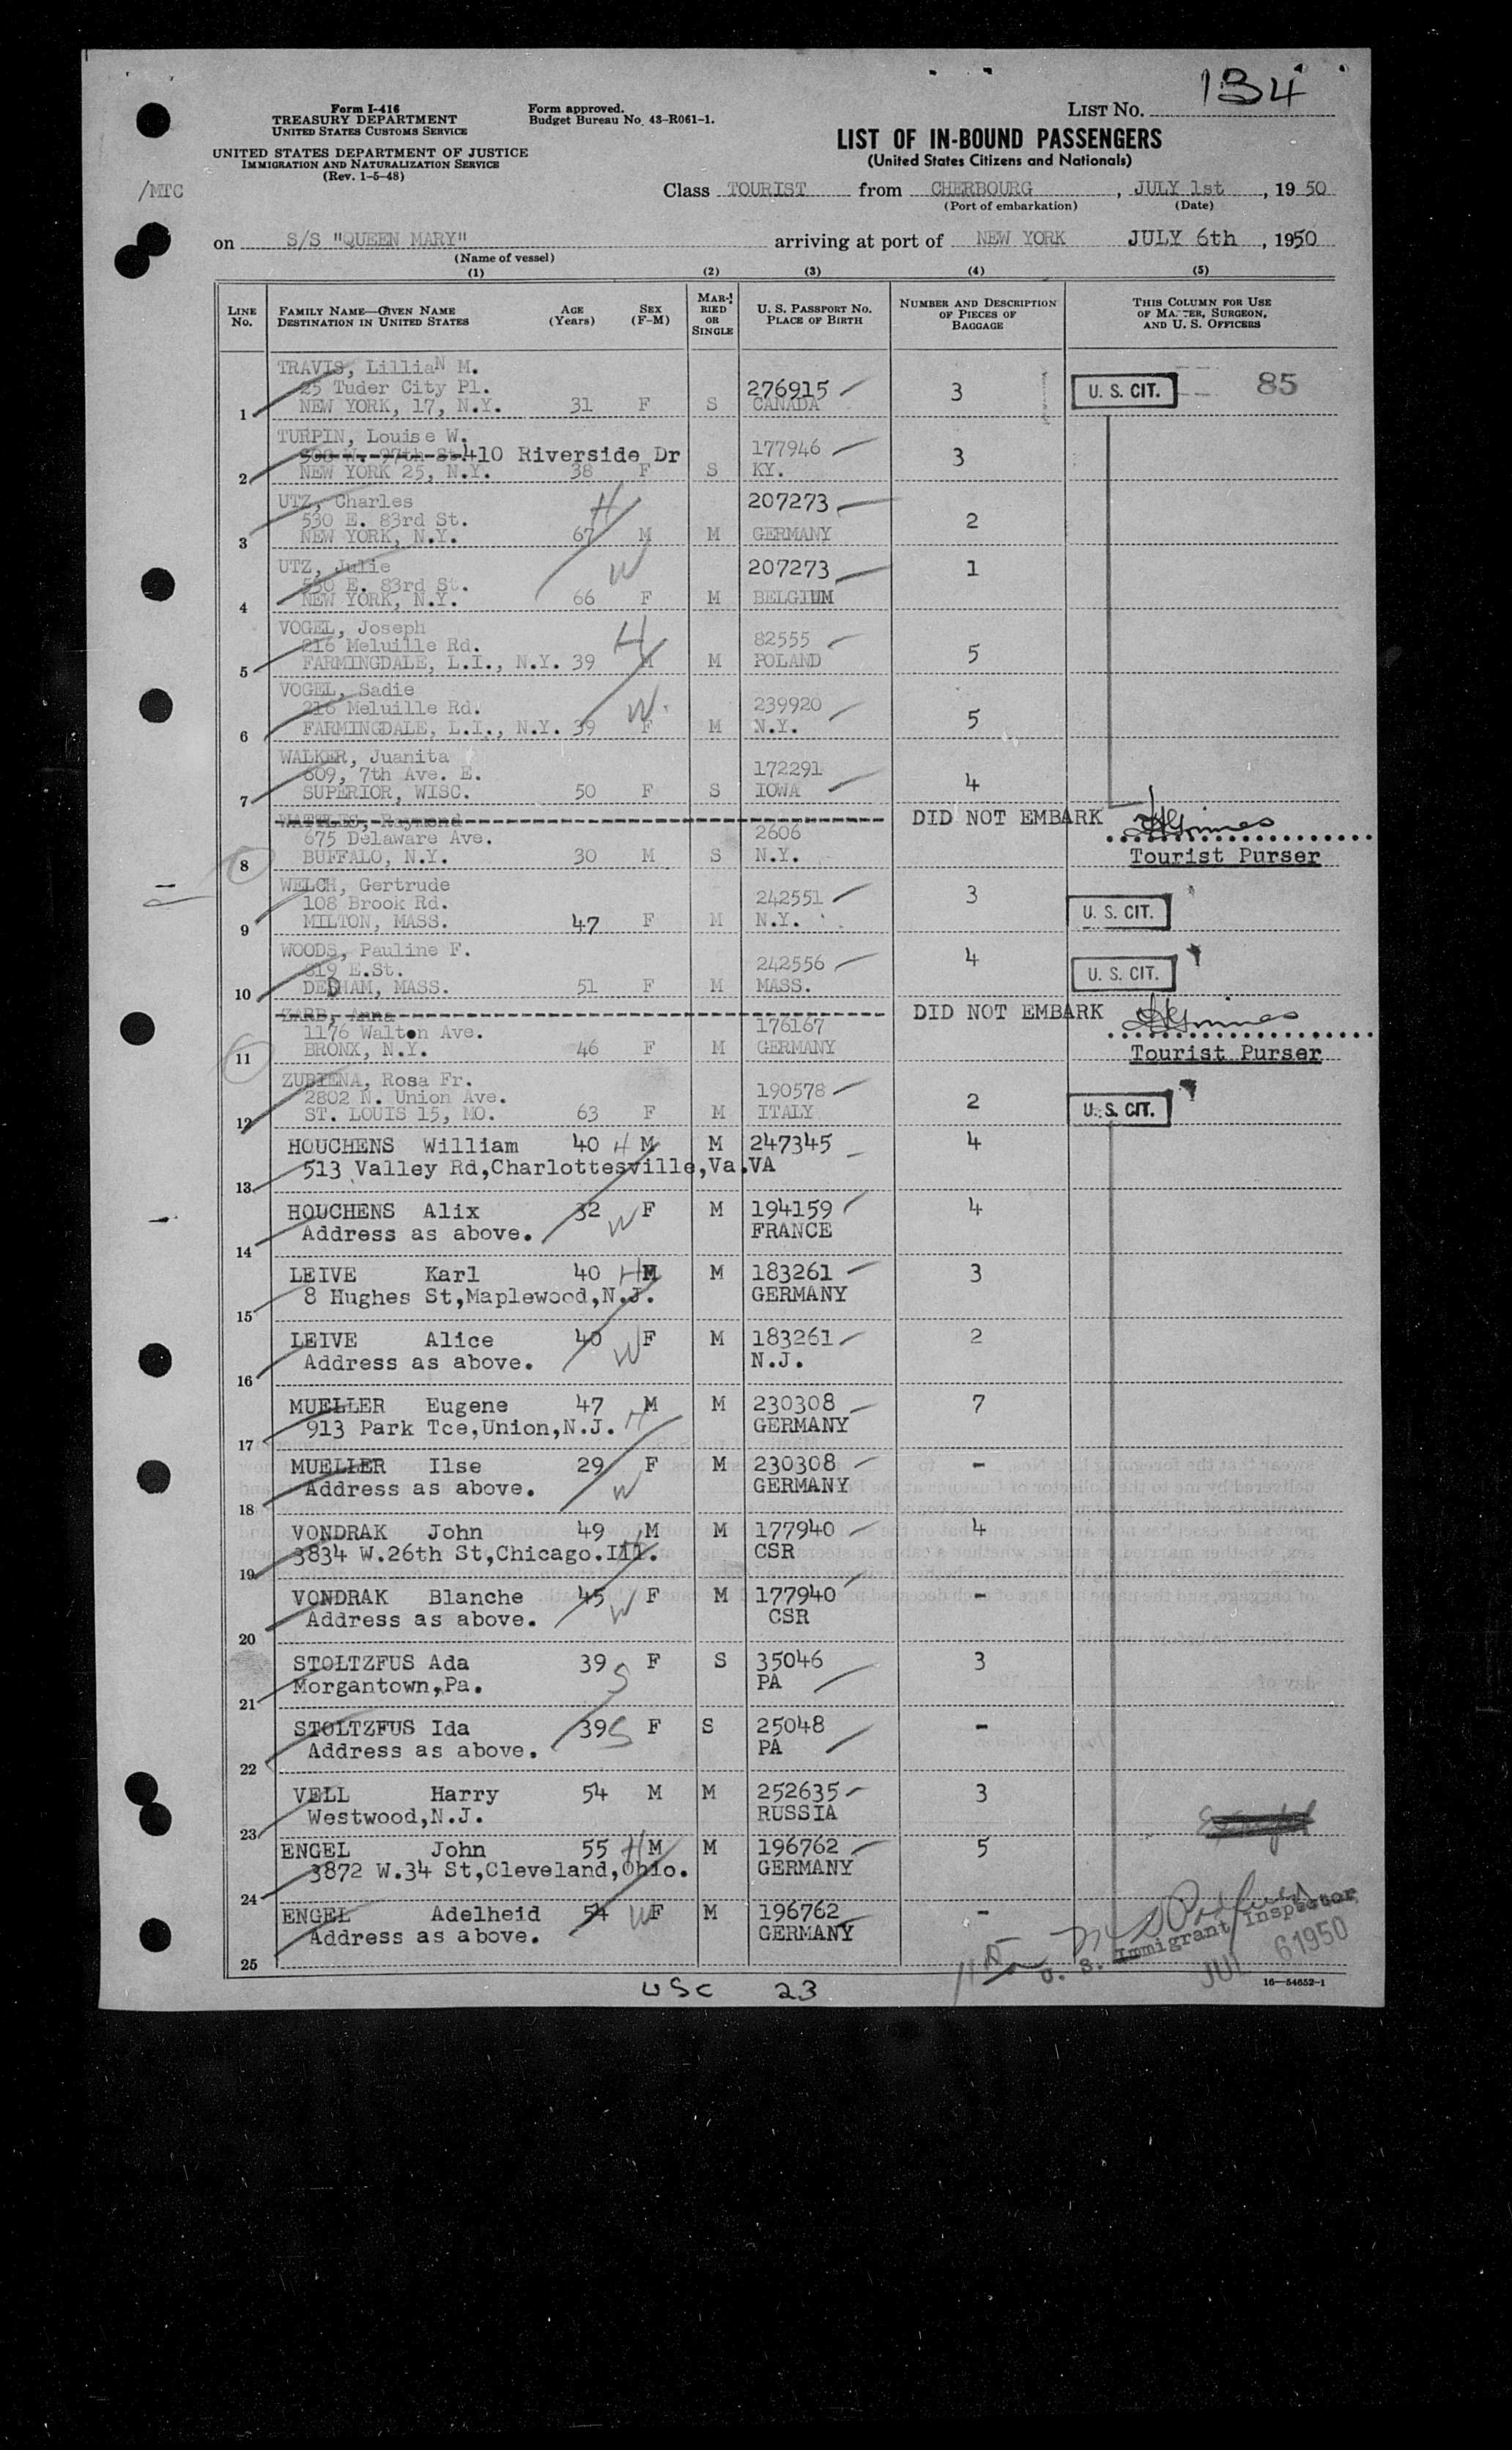 134
Form I-416
TREASURY DEPARTMENT
UNITED STATES CUSTOMS SERVICE
UNITED STATES DEPARTMENT OF JUSTICE
IMMIGRATION AND NATURALIZATION SERVICE
(Rev. 1-5-48)
Form approved.
Budget Bureau No. 43-R061-1.
LIST NO.
LIST OF IN-BOUND PASSENGERS
(United States Citizens and Nationals)
/MTC
Class TOURIST from CHERBOURG, JULY 1st, 1950
(Port of embarkation) (Date)
on S/S "QUEEN MARY" arriving at port of NEW YORK JULY 6th, 1950
(Name of vessel)
(1) (2) (3) (4) (5)
LINE No. FAMILY NAME—GIVEN NAME DESTINATION IN UNITED STATES AGE (Years) SEX (F-M) MARRIED OR SINGLE U. S. PASSPORT NO. PLACE OF BIRTH NUMBER AND DESCRIPTION OF PIECES OF BAGGAGE THIS COLUMN FOR USE OF MASTER, SURGEON, AND U. S. OFFICERS
TRAVIS, Lillian M.
25 Tuder City Pl. 276915 3 U. S. CIT. 85
1 NEW YORK, 17, N.Y. 31 F S CANADA
TURPIN, Louise W.
500 W. 97th St. 410 Riverside Dr 177946 3
2 NEW YORK 25, N.Y. 38 F S KY.
UTZ, Charles H 207273
530 E. 83rd St. 2
3 NEW YORK, N.Y. 67 M M GERMANY
UTZ, Julie W 207273 1
530 E. 83rd St.
4 NEW YORK, N.Y. 66 F M BELGIUM
VOGEL, Joseph H 82555
216 Meluille Rd. 5
5 FARMINGDALE, L.I., N.Y. 39 M M POLAND
VOGEL, Sadie W 239920
216 Meluille Rd. 5
6 FARMINGDALE, L.I., N.Y. 39 F M N.Y.
WALKER, Juanita 172291
609, 7th Ave. E. 4
7 SUPERIOR, WISC. 50 F S IOWA
WATTLES, Raymond DID NOT EMBARK
675 Delaware Ave. 2606
8 BUFFALO, N.Y. 30 M S N.Y. Tourist Purser
WELCH, Gertrude 242551 3
108 Brook Rd. U. S. CIT.
9 MILTON, MASS. 47 F M N.Y.
WOODS, Pauline F. 242556 4
819 E.St. U. S. CIT.
10 DEDHAM, MASS. 51 F M MASS.
ZARB, Anna DID NOT EMBARK
1176 Walton Ave. 176167
11 BRONX, N.Y. 46 F M GERMANY Tourist Purser
ZUBIENA, Rosa Fr. 190578
2802 N. Union Ave. 2 U. S. CIT.
12 ST. LOUIS 15, MO. 63 F M ITALY
HOUCHENS William 40 H M M 247345 4
13 513 Valley Rd,Charlottesville,Va.VA
HOUCHENS Alix 32 W F M 194159 4
14 Address as above. FRANCE
LEIVE Karl 40 H M M 183261 3
15 8 Hughes St,Maplewood,N.J. GERMANY
LEIVE Alice 40 W F M 183261 2
16 Address as above. N.J.
MUELLER Eugene 47 M M 230308 7
17 913 Park Tce,Union,N.J. H GERMANY
MUELLER Ilse 29 F M 230308 -
18 Address as above. W GERMANY
VONDRAK John 49 M M 177940 4
19 3834 W.26th St,Chicago.Ill. CSR
VONDRAK Blanche 45 W F M 177940 -
20 Address as above. CSR
STOLTZFUS Ada 39 S F S 35046 3
21 Morgantown,Pa. PA
STOLTZFUS Ida 39 S F S 25048 -
22 Address as above. PA
VELL Harry 54 M M 252635 3
23 Westwood,N.J. RUSSIA
ENGEL John 55 H M M 196762 5
24 3872 W.34 St,Cleveland,Ohio. GERMANY
ENGEL Adelheid 54 W F M 196762 -
25 Address as above. GERMANY
U. S. Immigrant Inspector
JUL 6 1950
16—54652-1
USC 23